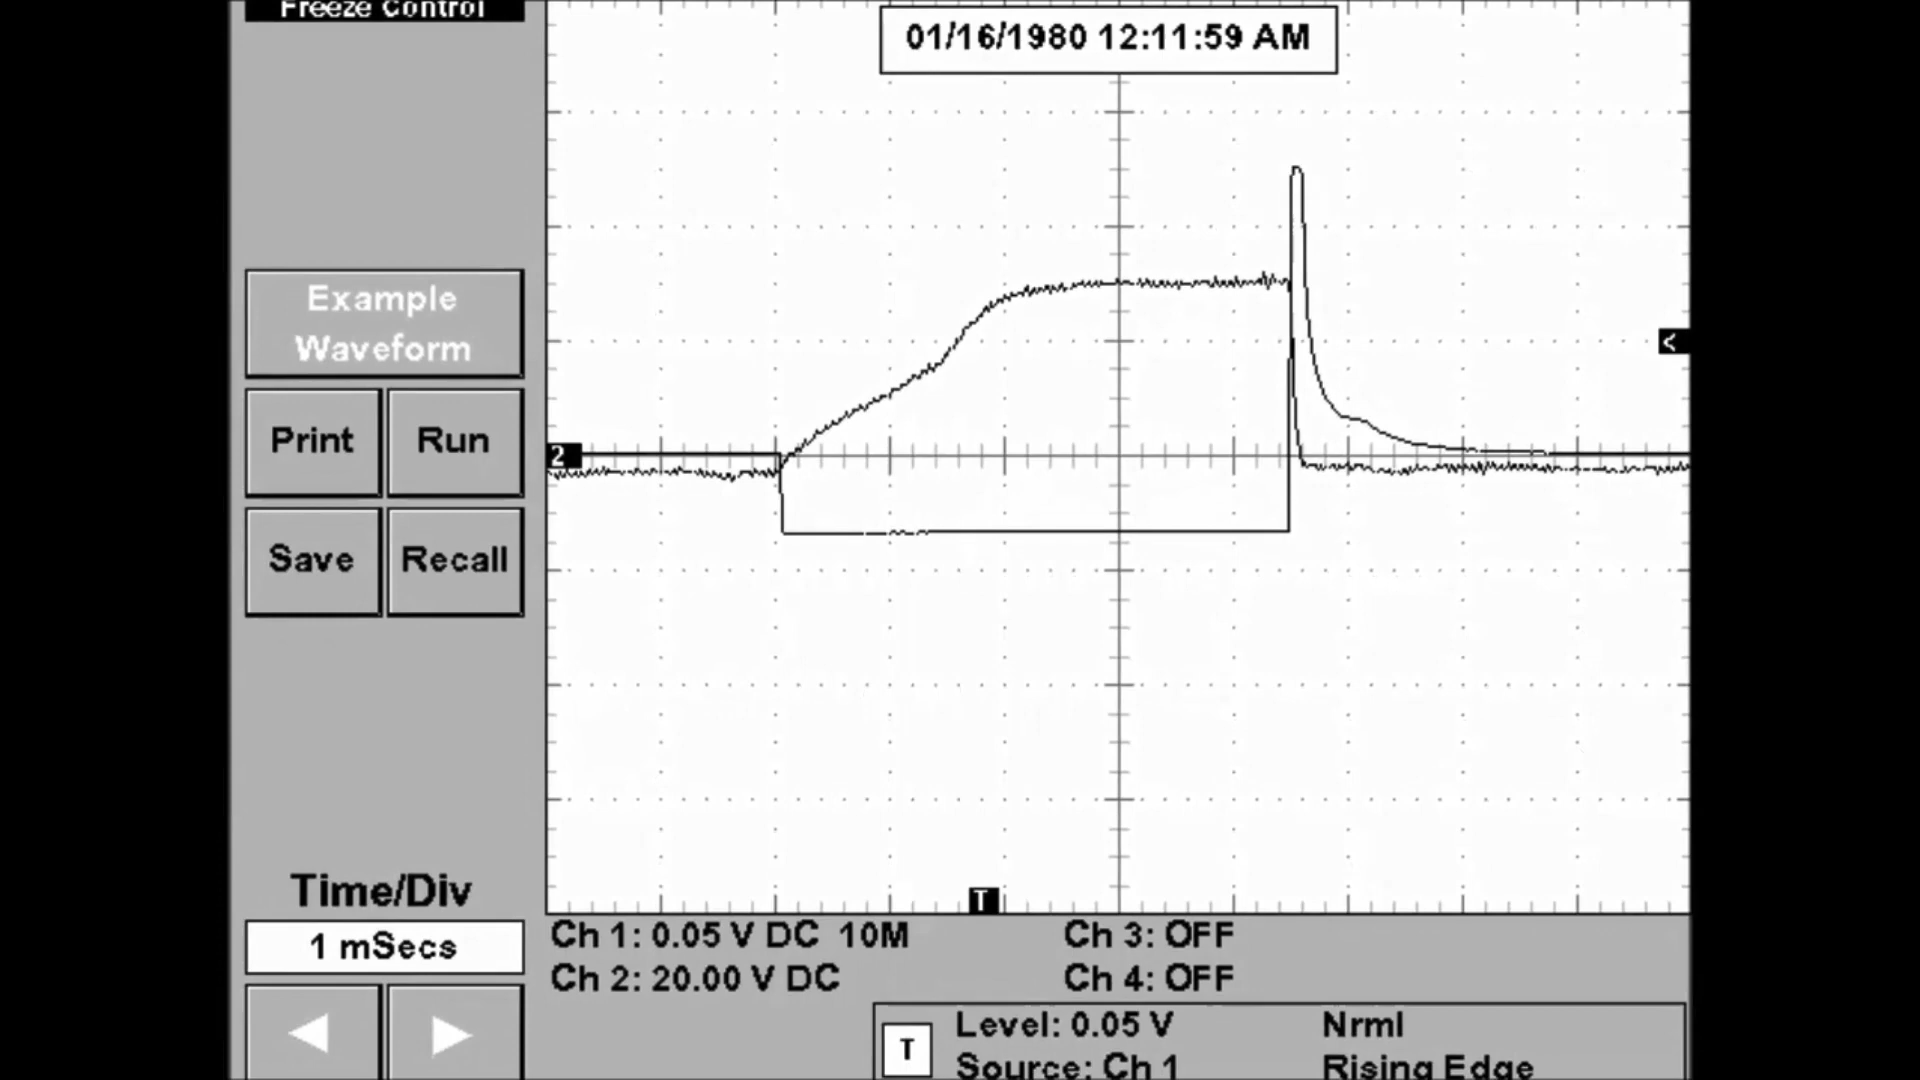 Freeze Control
01/16/1980 12:11:59 AM
Example
Waveform
Print
Run
Save
Recall
2
<
T
Time/Div
1 mSecs
Ch 1: 0.05 V DC 10M
Ch 3: OFF
Ch 2: 20.00 V DC
Ch 4: OFF
T
Level: 0.05 V
Nrml
Source: Ch 1
Rising Edge